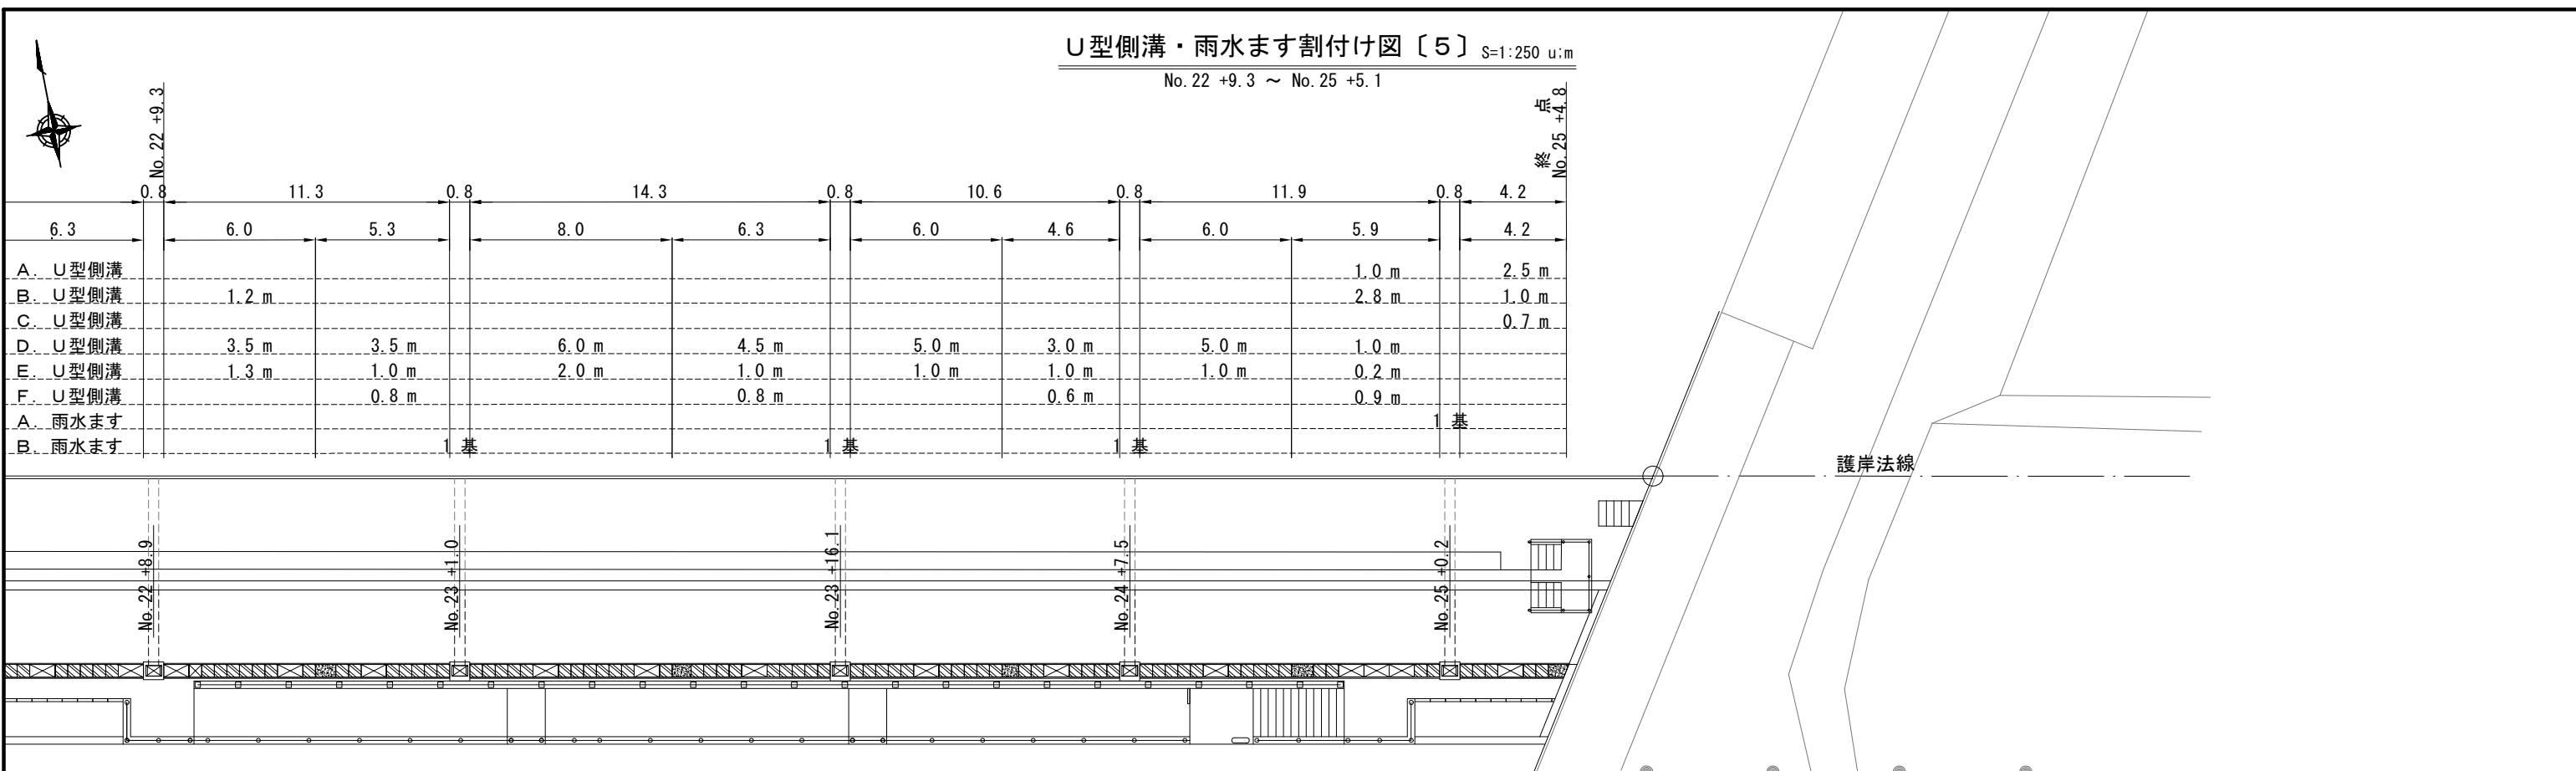 U型側溝・雨水ます割付け図〔5〕 S=1:250 u;m
No.22 +9.3 ～ No.25 +5.1
No.22 +9.3
終 点
No.25 +4.8
0.8 11.3 0.8 14.3 0.8 10.6 0.8 11.9 0.8 4.2
6.3 6.0 5.3 8.0 6.3 6.0 4.6 6.0 5.9 4.2
A. U型側溝 1.0 m 2.5 m
B. U型側溝 1.2 m 2.8 m 1.0 m
C. U型側溝 0.7 m
D. U型側溝 3.5 m 3.5 m 6.0 m 4.5 m 5.0 m 3.0 m 5.0 m 1.0 m
E. U型側溝 1.3 m 1.0 m 2.0 m 1.0 m 1.0 m 1.0 m 1.0 m 0.2 m
F. U型側溝 0.8 m 0.8 m 0.6 m 0.9 m
A. 雨水ます 1 基
B. 雨水ます 1 基 1 基 1 基
護岸法線
No.22 +8.9
No.23 +1.0
No.23 +16.1
No.24 +7.5
No.25 +0.2